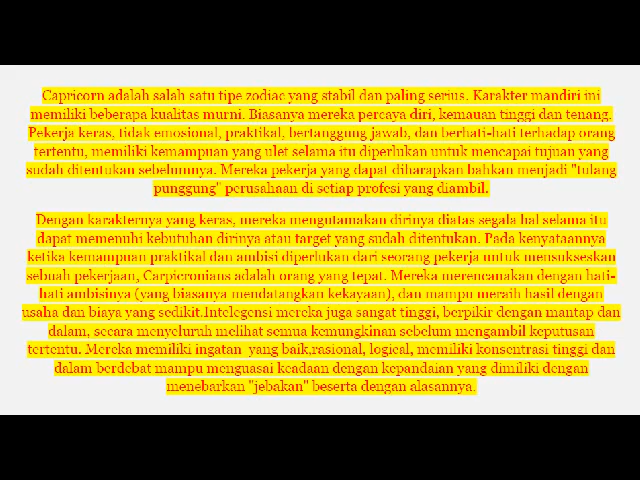 Capricorn adalah salah satu tipe zodiac yang stabil dan paling serius. Karakter mandiri ini
memiliki beberapa kualitas murni. Biasanya mereka percaya diri, kemauan tinggi dan tenang.
Pekerja keras, tidak emosional, praktikal, bertanggung jawab, dan berhati-hati terhadap orang
tertentu, memiliki kemampuan yang ulet selama itu diperlukan untuk mencapai tujuan yang
sudah ditentukan sebelumnya. Mereka pekerja yang dapat diharapkan bahkan menjadi "tulang
punggung" perusahaan di setiap profesi yang diambil.
Dengan karakternya yang keras, mereka mengutamakan dirinya diatas segala hal selama itu
dapat memenuhi kebutuhan dirinya atau target yang sudah ditentukan. Pada kenyataannya
ketika kemampuan praktikal dan ambisi diperlukan dari seorang pekerja untuk mensukseskan
sebuah pekerjaan, Carpicronians adalah orang yang tepat. Mereka merencanakan dengan hati-
hati ambisinya (yang biasanya mendatangkan kekayaan), dan mampu meraih hasil dengan
usaha dan biaya yang sedikit.Intelegensi mereka juga sangat tinggi, berpikir dengan mantap dan
dalam, secara menyeluruh melihat semua kemungkinan sebelum mengambil keputusan
tertentu. Mereka memiliki ingatan  yang baik,rasional, logical, memiliki konsentrasi tinggi dan
dalam berdebat mampu menguasai keadaan dengan kepandaian yang dimiliki dengan
menebarkan "jebakan" beserta dengan alasannya.